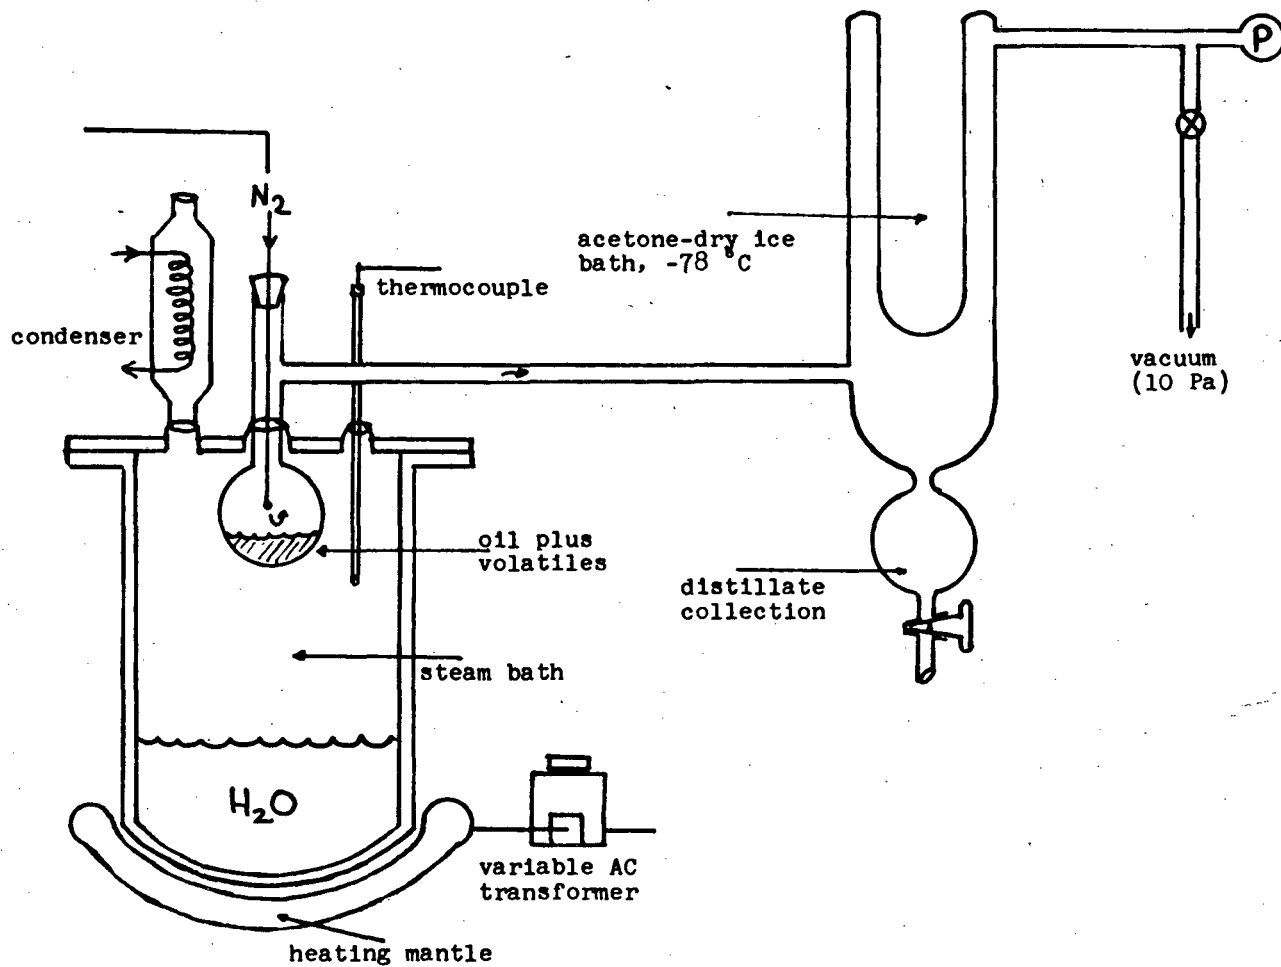 P
N2
acetone-dry ice
bath, -78 °C
thermocouple
condenser
vacuum
(10 Pa)
oil plus
volatiles
distillate
collection
steam bath
H2O
variable AC
transformer
heating mantle